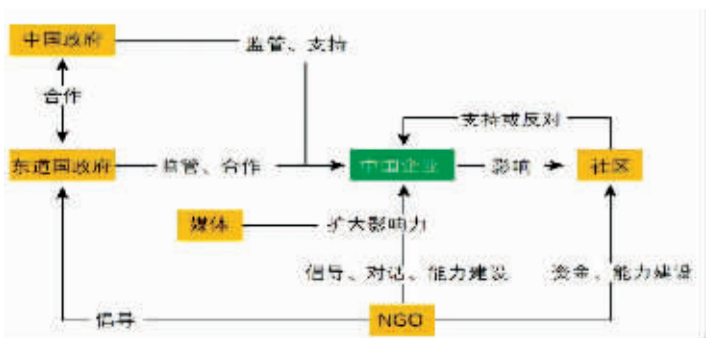 中国政府
监管、支持
合作
支持或反对
东道国政府
监管、合作
中国企业
影响
社区
媒体
扩大影响力
倡导、对话、能力建设
资金、能力建设
倡导
NGO